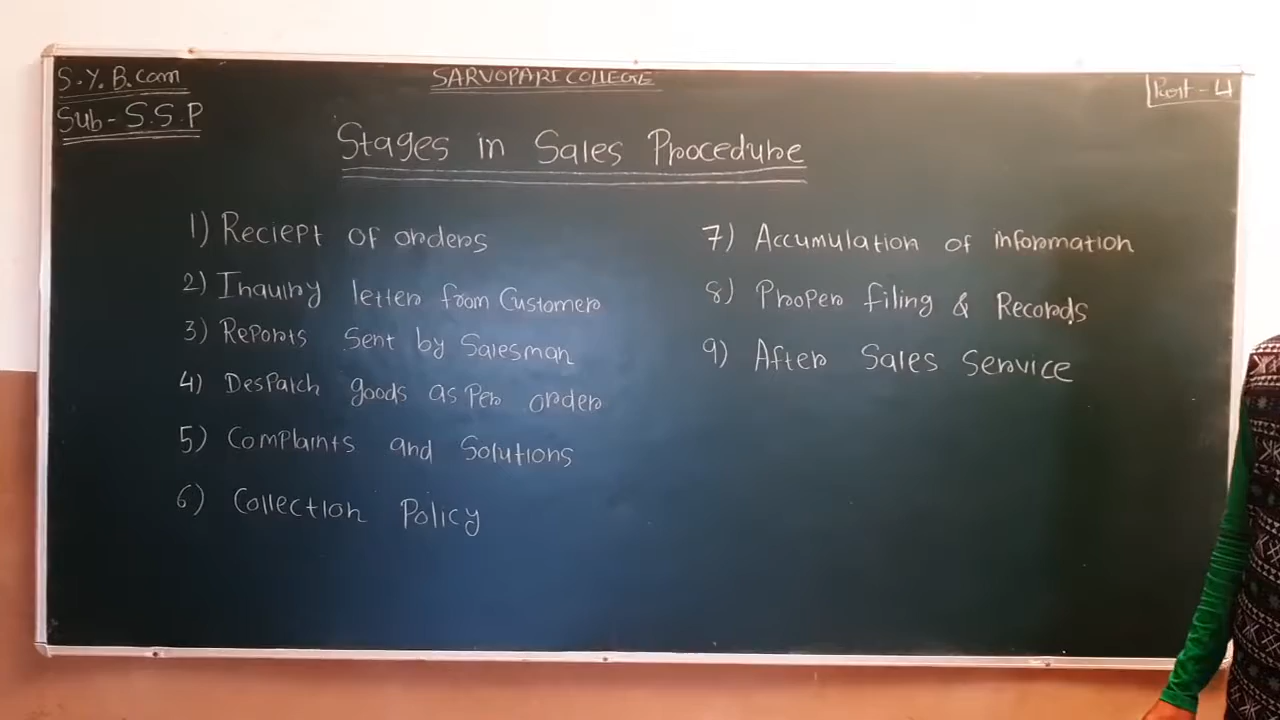 S.Y.B.com
SARVOPARI COLLEGE
Part-4
Sub-S.S.P
Stages in Sales Procedure
1) Reciept of orders
2) Inquiry letter from Customer
3) Reports Sent by Salesman
4) Despatch goods as Per order
5) Complaints and Solutions
6) Collection Policy
7) Accumulation of information
8) Proper filing & Records
9) After Sales Service